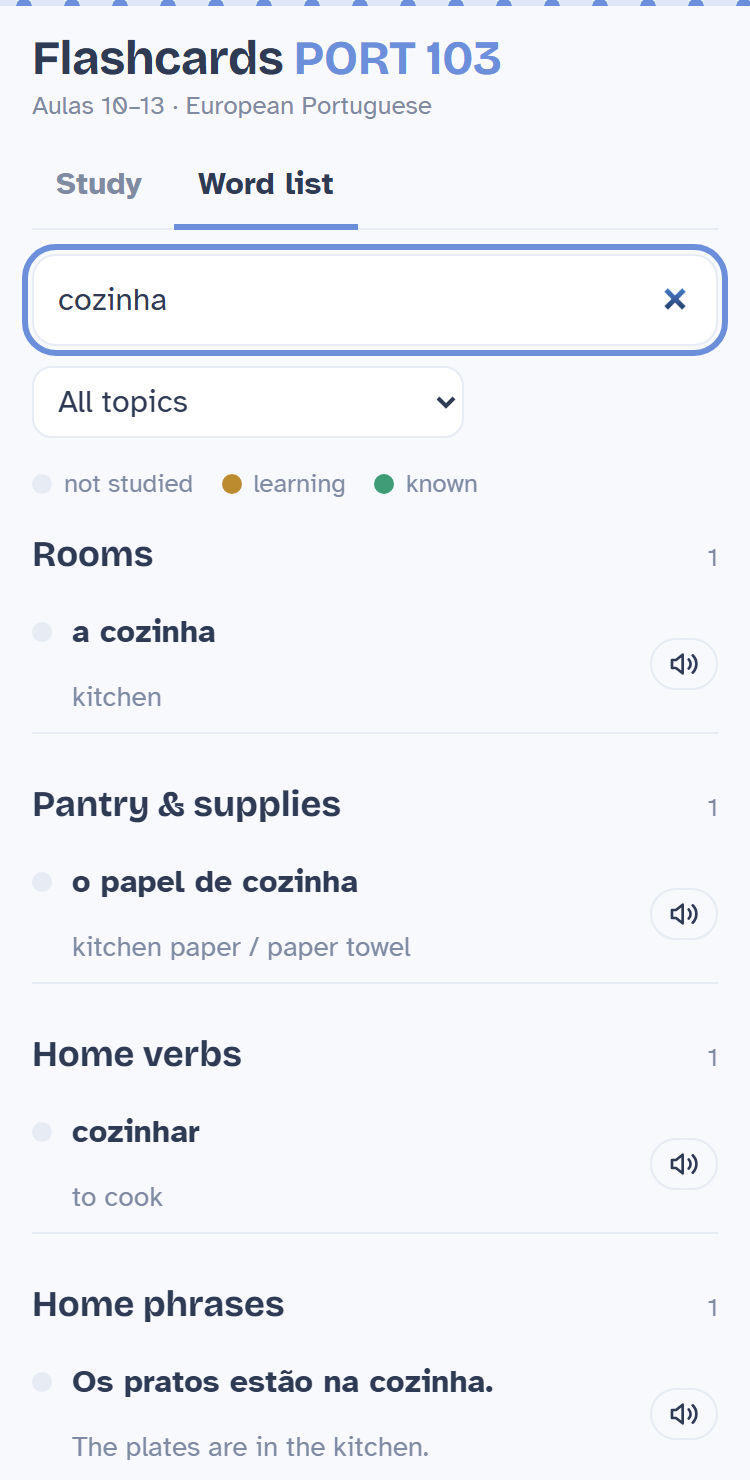 Flashcards PORT 103
Aulas 10–13 · European Portuguese
Study Word list
cozinha
All topics
not studied learning known
Rooms 1
a cozinha
kitchen
Pantry & supplies 1
o papel de cozinha
kitchen paper / paper towel
Home verbs 1
cozinhar
to cook
Home phrases 1
Os pratos estão na cozinha.
The plates are in the kitchen.